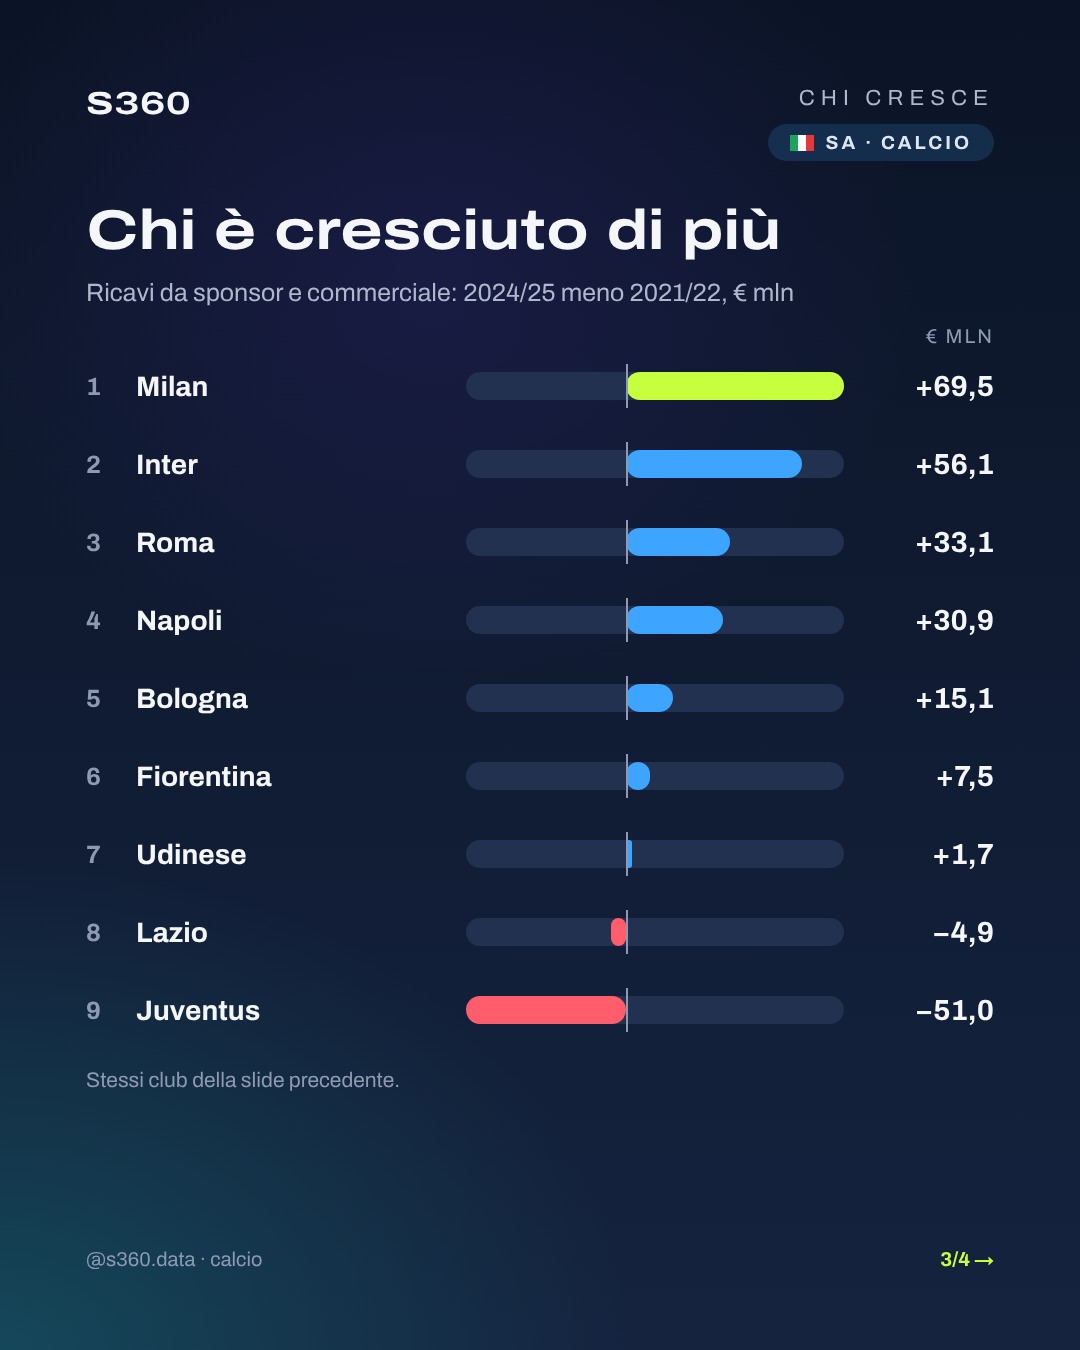 S360
CHI CRESCE
SA · CALCIO
Chi è cresciuto di più
Ricavi da sponsor e commerciale: 2024/25 meno 2021/22, € mln
€ MLN
1 Milan +69,5
2 Inter +56,1
3 Roma +33,1
4 Napoli +30,9
5 Bologna +15,1
6 Fiorentina +7,5
7 Udinese +1,7
8 Lazio −4,9
9 Juventus −51,0
Stessi club della slide precedente.
@s360.data · calcio
3/4 →